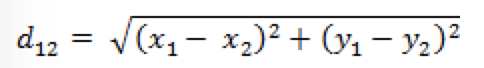 d₁₂ = √(x₁ − x₂)² + (y₁ − y₂)²